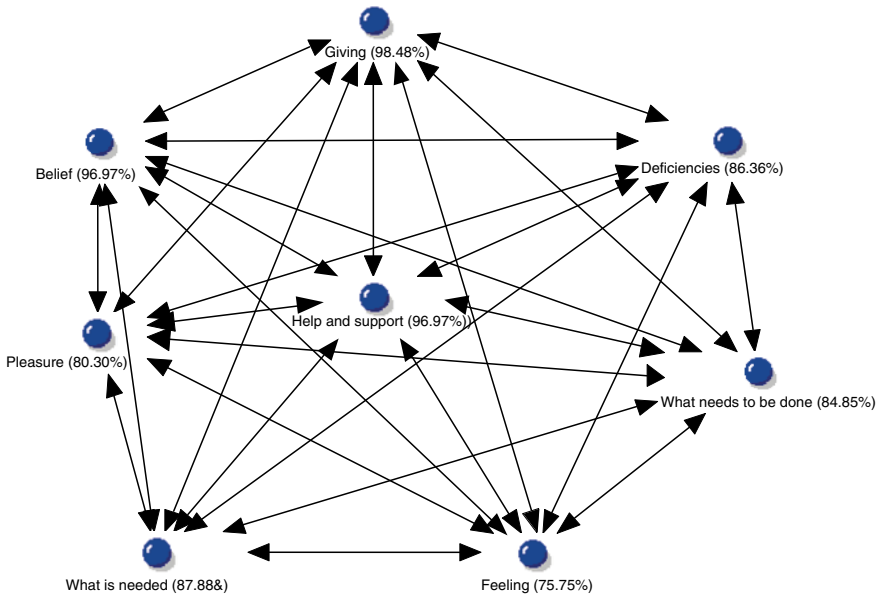 Giving (98.48%)
Belief (96.97%)
Deficiencies (86.36%)
Help and support (96.97%))
Pleasure (80.30%)
What needs to be done (84.85%)
What is needed (87.88&)
Feeling (75.75%)